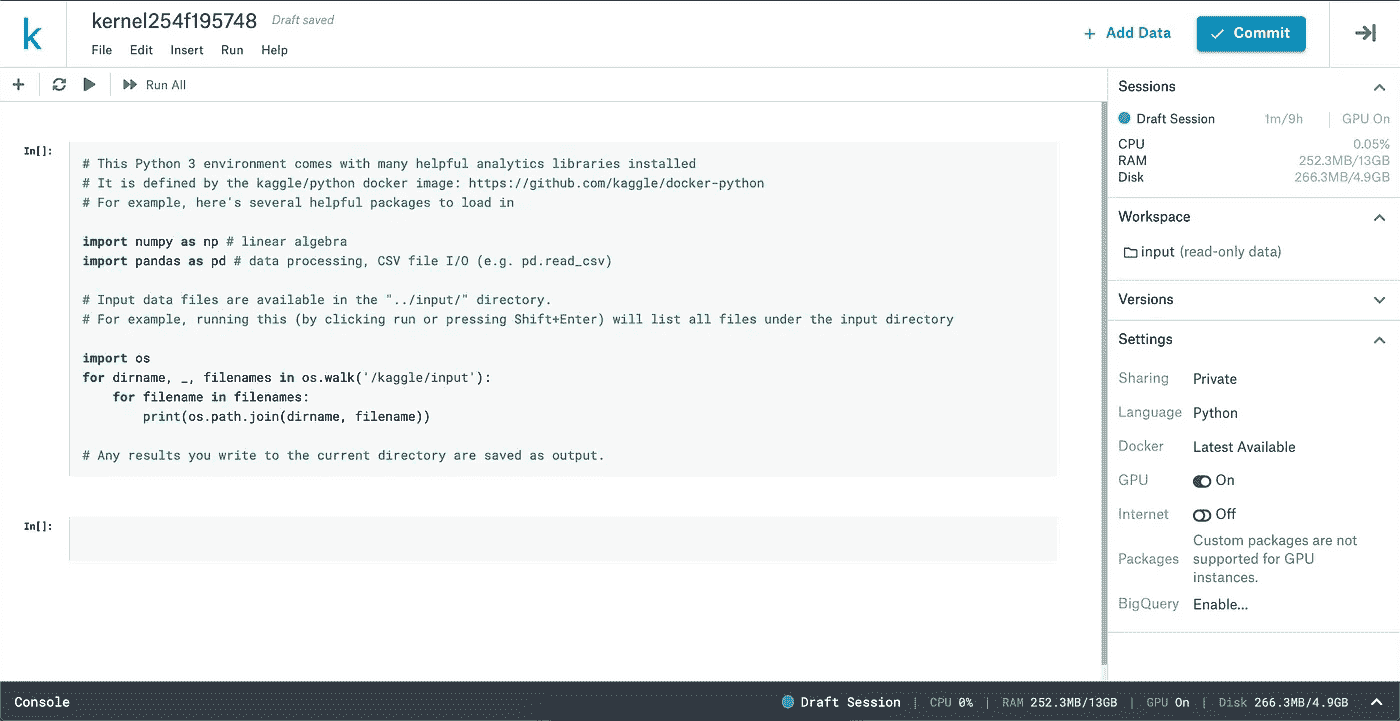 k
kernel254f195748 Draft saved
File Edit Insert Run Help
+ Add Data
Commit
+ Run All
In[]:
# This Python 3 environment comes with many helpful analytics libraries installed
# It is defined by the kaggle/python docker image: https://github.com/kaggle/docker-python
# For example, here's several helpful packages to load in
import numpy as np # linear algebra
import pandas as pd # data processing, CSV file I/O (e.g. pd.read_csv)
# Input data files are available in the "../input/" directory.
# For example, running this (by clicking run or pressing Shift+Enter) will list all files under the input directory
import os
for dirname, _, filenames in os.walk('/kaggle/input'):
    for filename in filenames:
        print(os.path.join(dirname, filename))
# Any results you write to the current directory are saved as output.
In[]:
Sessions
Draft Session 1m/9h | GPU On
CPU 0.05%
RAM 252.3MB/13GB
Disk 266.3MB/4.9GB
Workspace
input (read-only data)
Versions
Settings
Sharing Private
Language Python
Docker Latest Available
GPU On
Internet Off
Packages Custom packages are not
supported for GPU
instances.
BigQuery Enable...
Console Draft Session | CPU 0% | RAM 252.3MB/13GB | GPU On | Disk 266.3MB/4.9GB